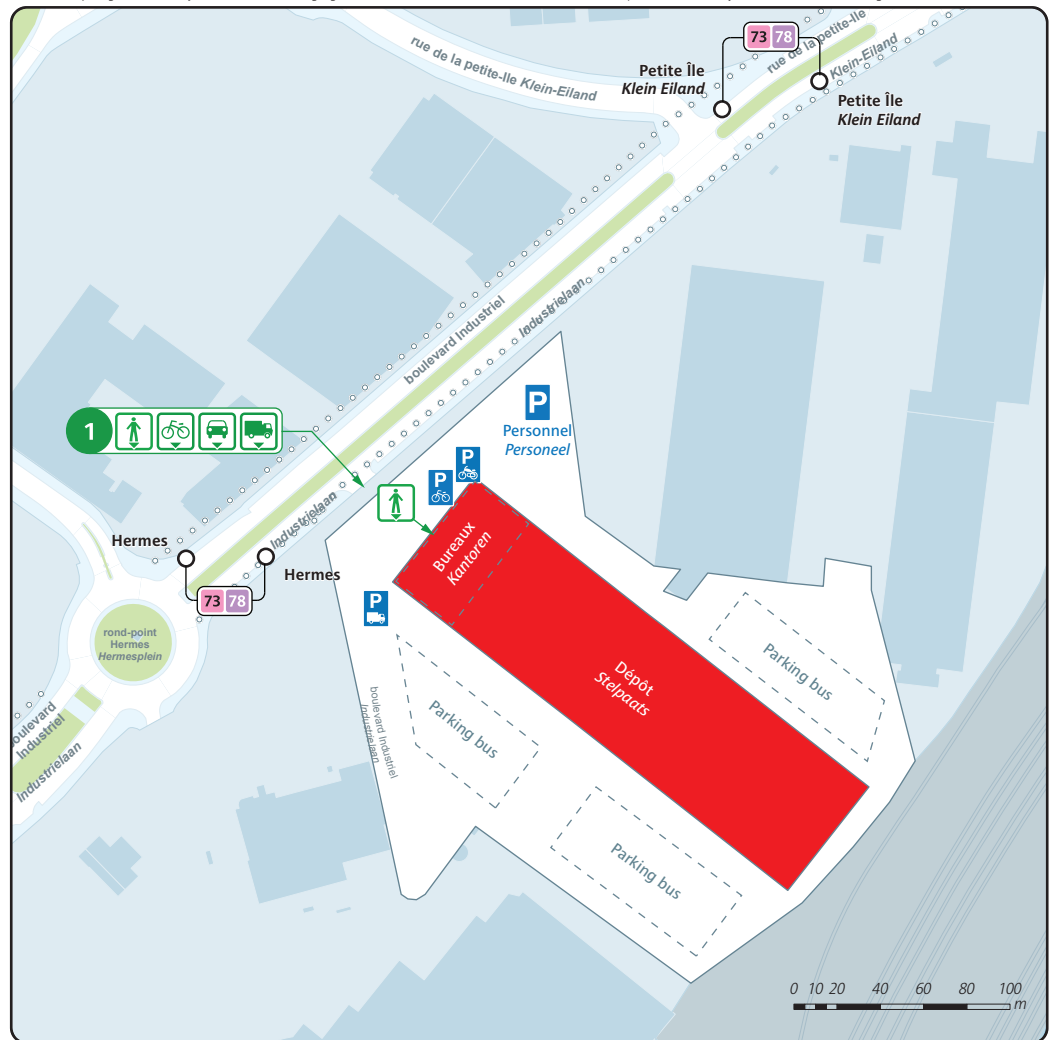 73 78
rue de la petite-Ile
Klein-Eiland
rue de la petite-Ile Klein-Eiland
Petite Île
Klein Eiland
Petite Île
Klein Eiland
boulevard Industriel
Industrielaan
1
P
Personnel
Personeel
P
P
Industrielaan
Bureaux
Kantoren
Hermes
Hermes
73 78
P
rond-point
Hermes
Hermesplein
Dépôt
Stelpaats
Parking bus
boulevard Industriel
Industrielaan
Parking bus
boulevard
Industriel
Industrielaan
Parking bus
0 10 20 40 60 80 100
m